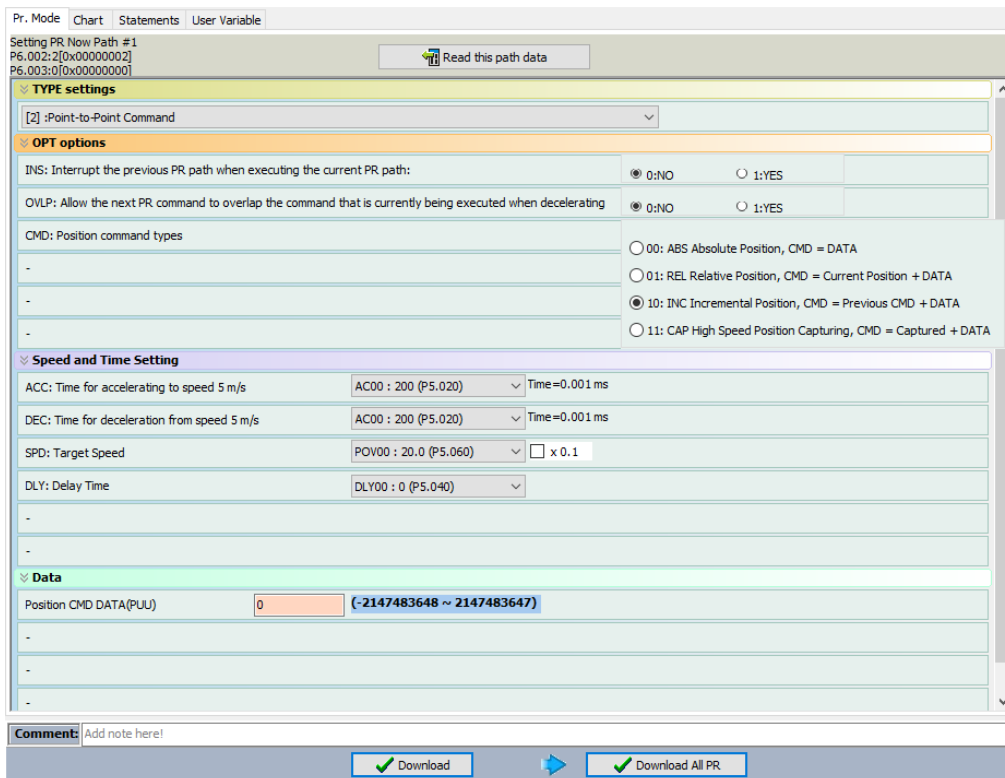 Pr. Mode Chart Statements User Variable
Setting PR Now Path #1
P6.002:2[0x00000002]
P6.003:0[0x00000000]
Read this path data
TYPE settings
[2] :Point-to-Point Command
OPT options
INS: Interrupt the previous PR path when executing the current PR path: 0:NO 1:YES
OVLP: Allow the next PR command to overlap the command that is currently being executed when decelerating 0:NO 1:YES
CMD: Position command types
00: ABS Absolute Position, CMD = DATA
-
01: REL Relative Position, CMD = Current Position + DATA
-
10: INC Incremental Position, CMD = Previous CMD + DATA
-
11: CAP High Speed Position Capturing, CMD = Captured + DATA
Speed and Time Setting
ACC: Time for accelerating to speed 5 m/s AC00 : 200 (P5.020) Time=0.001 ms
DEC: Time for deceleration from speed 5 m/s AC00 : 200 (P5.020) Time=0.001 ms
SPD: Target Speed POV00 : 20.0 (P5.060) x 0.1
DLY: Delay Time DLY00 : 0 (P5.040)
-
-
Data
Position CMD DATA(PUU) 0 (-2147483648 ~ 2147483647)
-
-
-
Comment: Add note here!
Download Download All PR